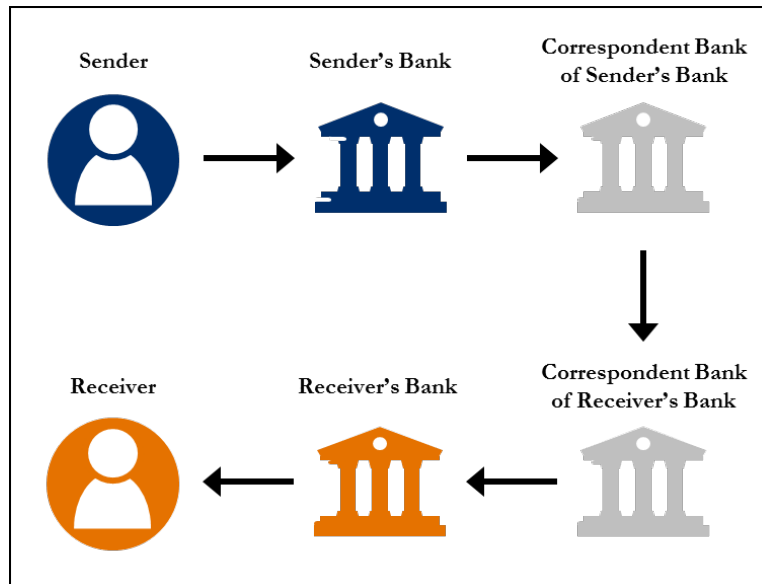 Sender
Sender's Bank
Correspondent Bank
of Sender's Bank
Receiver
Receiver's Bank
Correspondent Bank
of Receiver's Bank